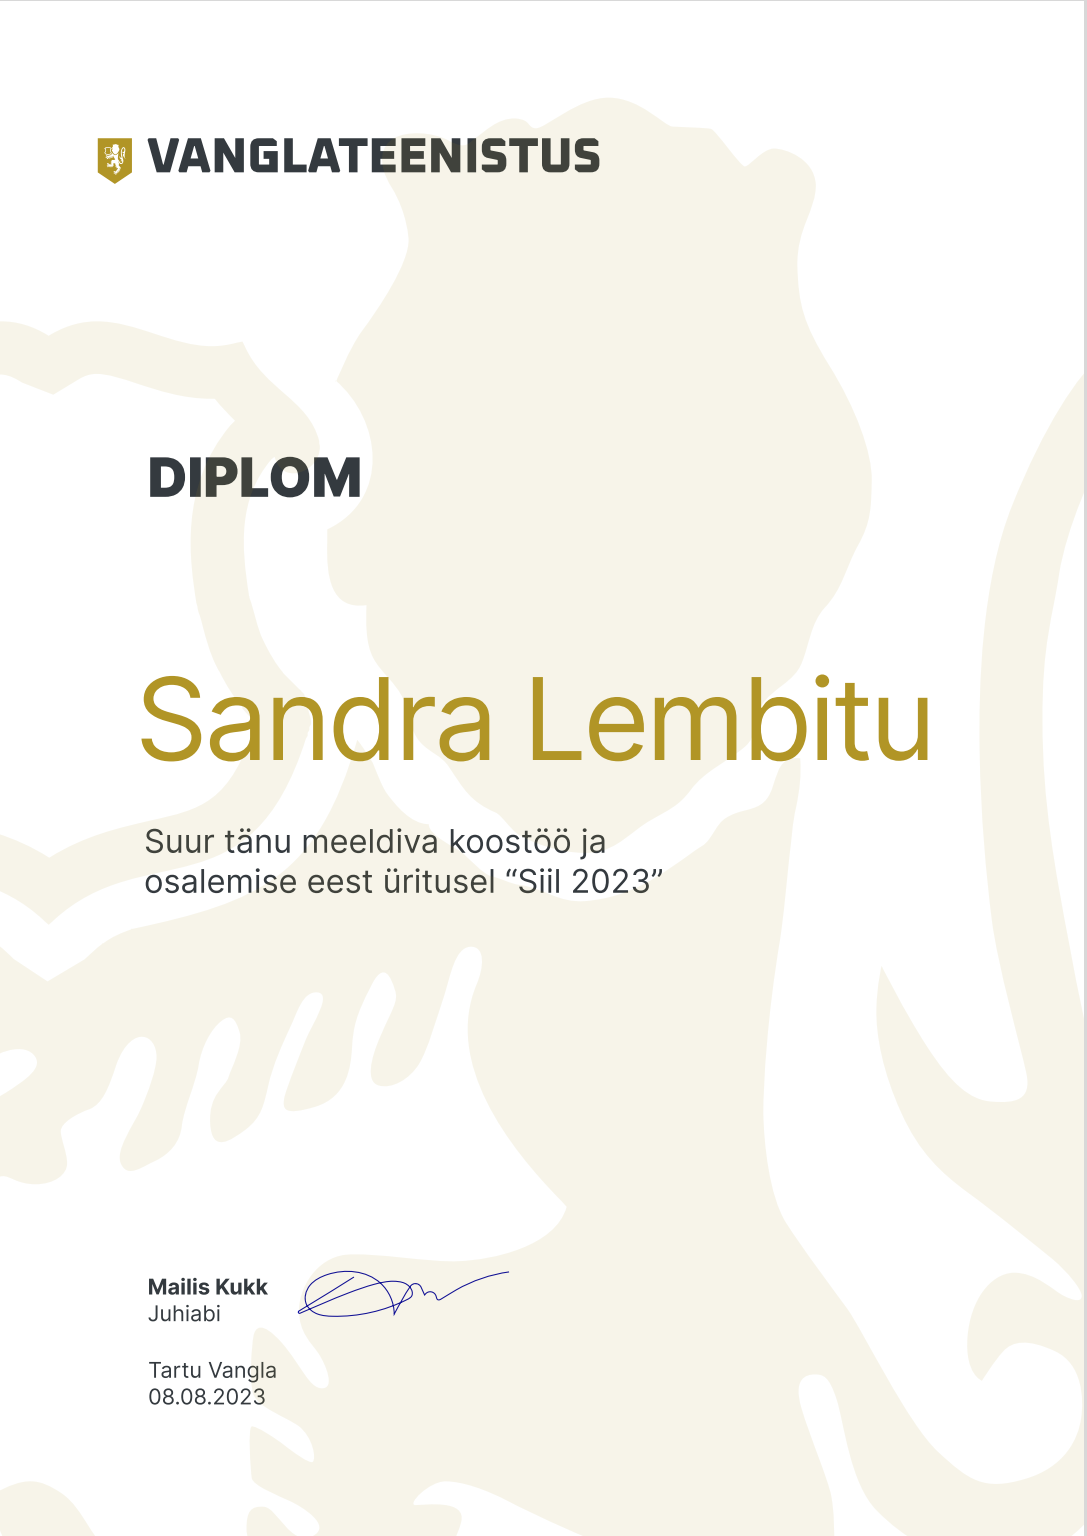 VANGLATEENISTUS
DIPLOM
Sandra Lembitu
Suur tänu meeldiva koostöö ja
osalemise eest üritusel “Siil 2023”
Mailis Kukk
Juhiabi
Tartu Vangla
08.08.2023